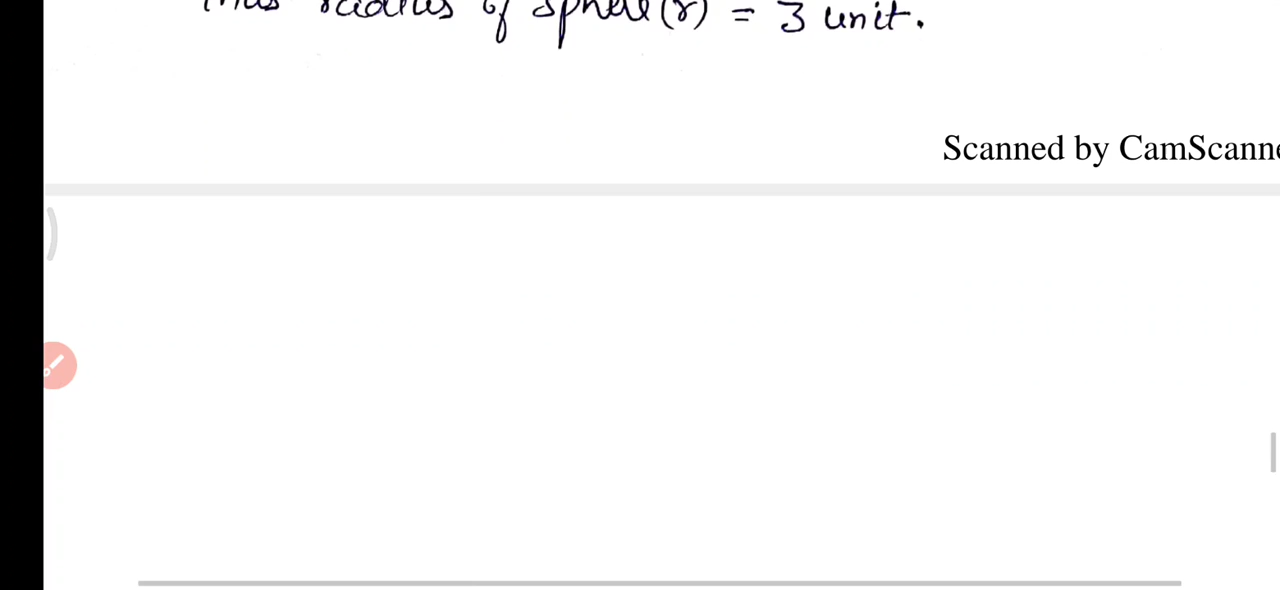 Thus radius of sphere (r) = 3 unit.
Scanned by CamScanne